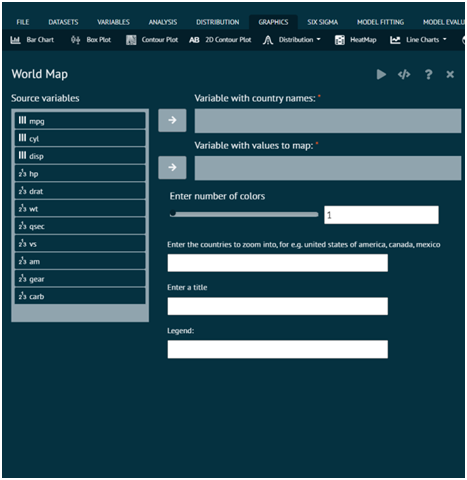 FILE DATASETS VARIABLES ANALYSIS DISTRIBUTION GRAPHICS SIX SIGMA MODEL FITTING MODEL EVALU
Bar Chart Box Plot Contour Plot AB 2D Contour Plot Distribution HeatMap Line Charts
World Map
Source variables
mpg
cyl
disp
hp
drat
wt
qsec
vs
am
gear
carb
Variable with country names: *
Variable with values to map: *
Enter number of colors
1
Enter the countries to zoom into, for e.g. united states of america, canada, mexico
Enter a title
Legend: